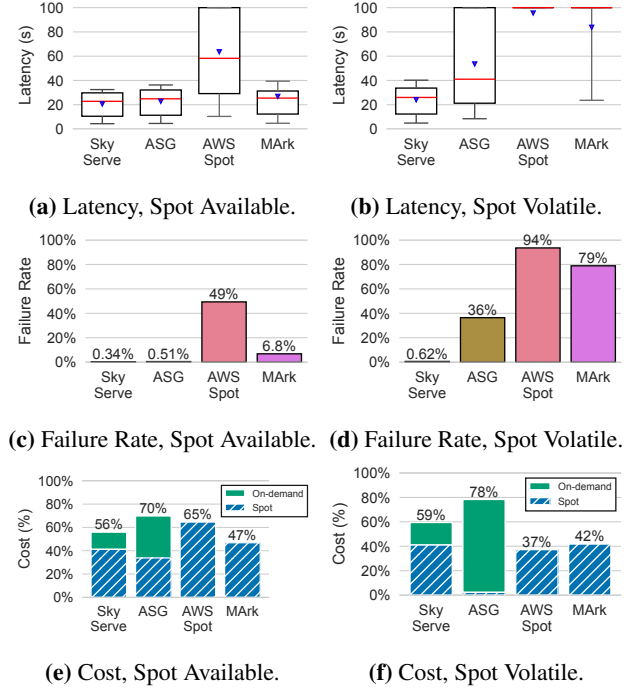 Latency (s)
100
80
60
40
20
0
Sky Serve
ASG
AWS Spot
MArk
Latency (s)
100
80
60
40
20
0
Sky Serve
ASG
AWS Spot
MArk
(a) Latency, Spot Available.
(b) Latency, Spot Volatile.
Failure Rate
100%
80%
60%
40%
20%
0%
0.34%
0.51%
49%
6.8%
Sky Serve
ASG
AWS Spot
MArk
Failure Rate
100%
80%
60%
40%
20%
0%
0.62%
36%
94%
79%
Sky Serve
ASG
AWS Spot
MArk
(c) Failure Rate, Spot Available.
(d) Failure Rate, Spot Volatile.
Cost (%)
100%
80%
60%
40%
20%
0%
56%
70%
65%
47%
On-demand
Spot
Sky Serve
ASG
AWS Spot
MArk
Cost (%)
100%
80%
60%
40%
20%
0%
59%
78%
37%
42%
On-demand
Spot
Sky Serve
ASG
AWS Spot
MArk
(e) Cost, Spot Available.
(f) Cost, Spot Volatile.